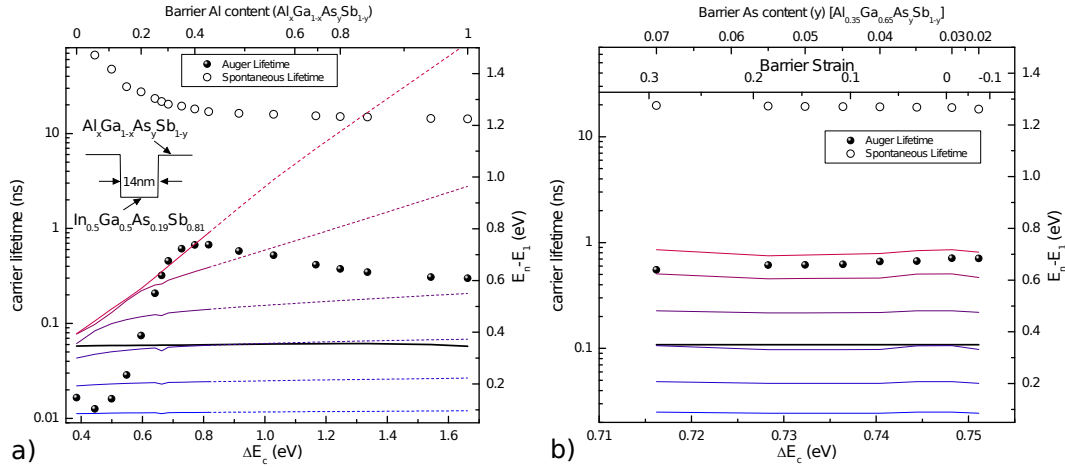 Barrier Al content (AlₓGa₁₋ₓAsᵧSb₁₋ᵧ)
0 0.2 0.4 0.6 0.8 1
Auger Lifetime
Spontaneous Lifetime
AlₓGa₁₋ₓAsᵧSb₁₋ᵧ
14nm
In₀.₅Ga₀.₅As₀.₁₉Sb₀.₈₁
carrier lifetime (ns)
10
1
0.1
0.01
1.4
1.2
1.0
0.8
0.6
0.4
0.2
Eₙ-E₁ (eV)
0.4 0.6 0.8 1.0 1.2 1.4 1.6
ΔE꜀ (eV)
a)
Barrier As content (y) [Al₀.₃₅Ga₀.₆₅AsᵧSb₁₋ᵧ]
0.07 0.06 0.05 0.04 0.03 0.02
Barrier Strain
0.3 0.2 0.1 0 -0.1
Auger Lifetime
Spontaneous Lifetime
carrier lifetime (ns)
10
1
0.1
1.4
1.2
1.0
0.8
0.6
0.4
0.2
Eₙ-E₁ (eV)
0.71 0.72 0.73 0.74 0.75
ΔE꜀ (eV)
b)